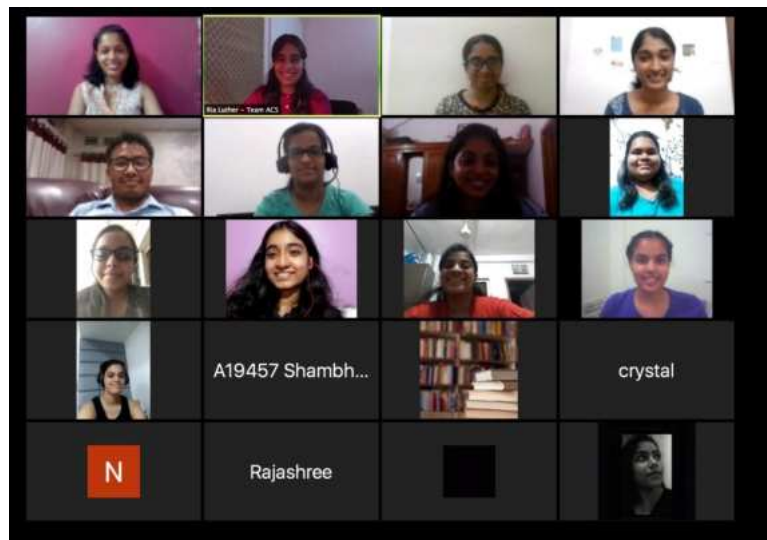 Ria Luther – Team ACS
A19457 Shambh...
crystal
N
Rajashree